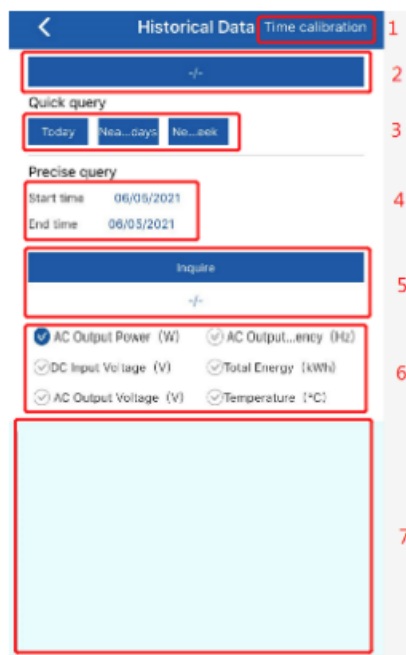 Historical Data Time calibration 1
-/- 2
Quick query
Today Nea...days Ne...eek 3
Precise query
Start time 06/05/2021 4
End time 06/05/2021
Inquire
-/- 5
AC Output Power (W) AC Output...ency (Hz)
DC Input Voltage (V) Total Energy (kWh) 6
AC Output Voltage (V) Temperature (°C)
7